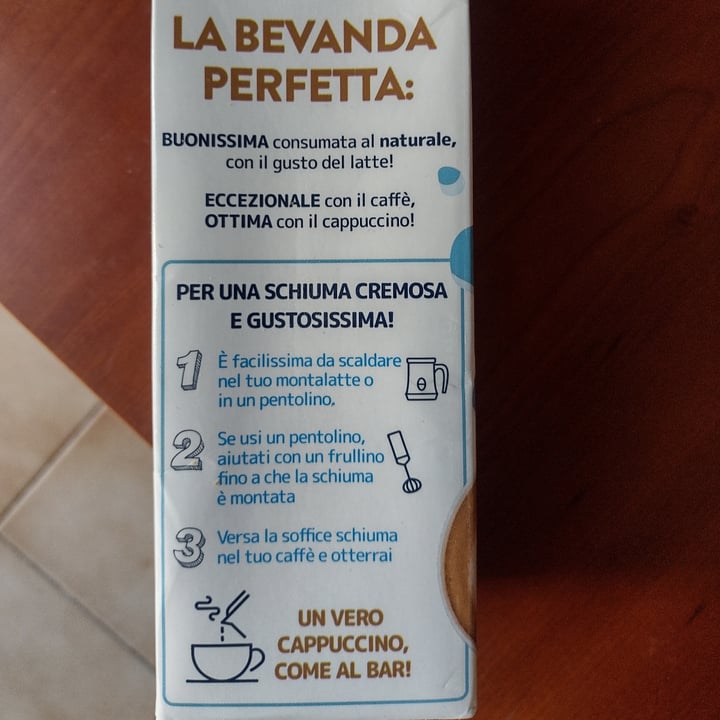 LA BEVANDA
PERFETTA:
BUONISSIMA consumata al naturale,
con il gusto del latte!
ECCEZIONALE con il caffè,
OTTIMA con il cappuccino!
PER UNA SCHIUMA CREMOSA
E GUSTOSISSIMA!
1
È facilissima da scaldare
nel tuo montalatte o
in un pentolino.
2
Se usi un pentolino,
aiutati con un frullino
fino a che la schiuma
è montata
3
Versa la soffice schiuma
nel tuo caffè e otterrai
UN VERO
CAPPUCCINO,
COME AL BAR!